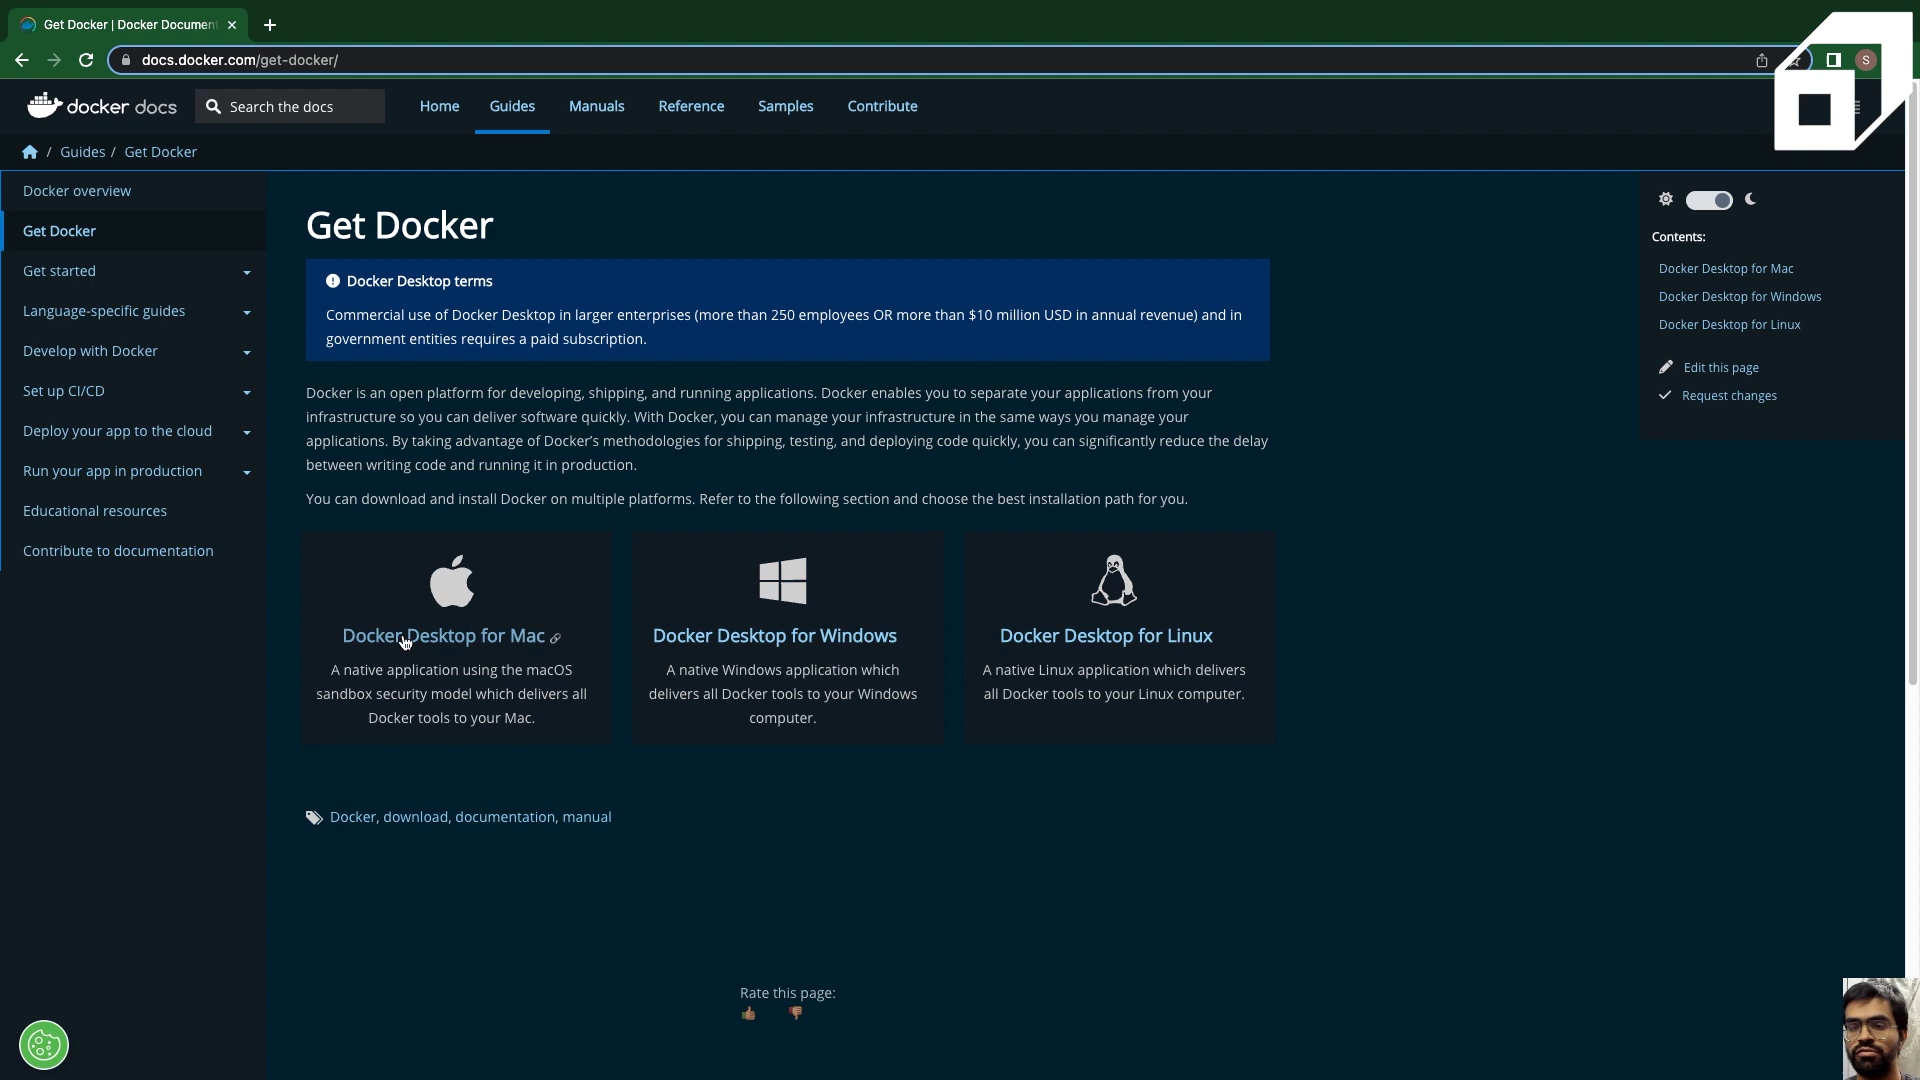 Get Docker | Docker Documen
docs.docker.com/get-docker/
S
docker docs
Search the docs
Home
Guides
Manuals
Reference
Samples
Contribute
/ Guides / Get Docker
Docker overview
Get Docker
Get started
Language-specific guides
Develop with Docker
Set up CI/CD
Deploy your app to the cloud
Run your app in production
Educational resources
Contribute to documentation
Get Docker
Docker Desktop terms
Commercial use of Docker Desktop in larger enterprises (more than 250 employees OR more than $10 million USD in annual revenue) and in
government entities requires a paid subscription.
Docker is an open platform for developing, shipping, and running applications. Docker enables you to separate your applications from your
infrastructure so you can deliver software quickly. With Docker, you can manage your infrastructure in the same ways you manage your
applications. By taking advantage of Docker’s methodologies for shipping, testing, and deploying code quickly, you can significantly reduce the delay
between writing code and running it in production.
You can download and install Docker on multiple platforms. Refer to the following section and choose the best installation path for you.
Docker Desktop for Mac
A native application using the macOS
sandbox security model which delivers all
Docker tools to your Mac.
Docker Desktop for Windows
A native Windows application which
delivers all Docker tools to your Windows
computer.
Docker Desktop for Linux
A native Linux application which delivers
all Docker tools to your Linux computer.
Docker, download, documentation, manual
Rate this page:
Contents:
Docker Desktop for Mac
Docker Desktop for Windows
Docker Desktop for Linux
Edit this page
Request changes